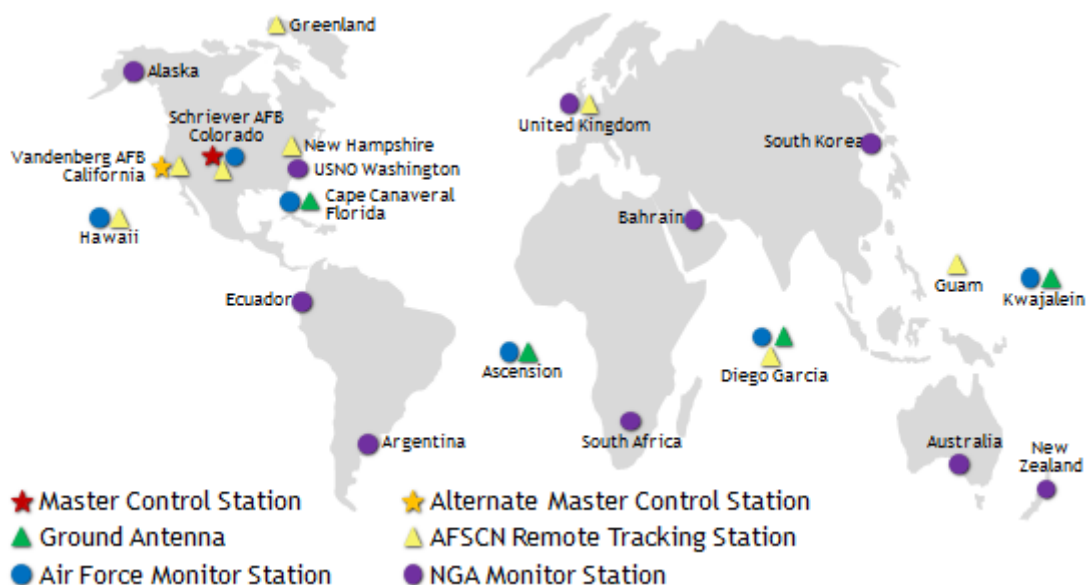 Greenland
Alaska
Schriever AFB
Colorado
United Kingdom
New Hampshire
South Korea
Vandenberg AFB
California
USNO Washington
Cape Canaveral
Florida
Bahrain
Hawaii
Guam
Ecuador
Kwajalein
Ascension
Diego Garcia
Argentina
South Africa
Australia
New
Zealand
Master Control Station
Alternate Master Control Station
Ground Antenna
AFSCN Remote Tracking Station
Air Force Monitor Station
NGA Monitor Station